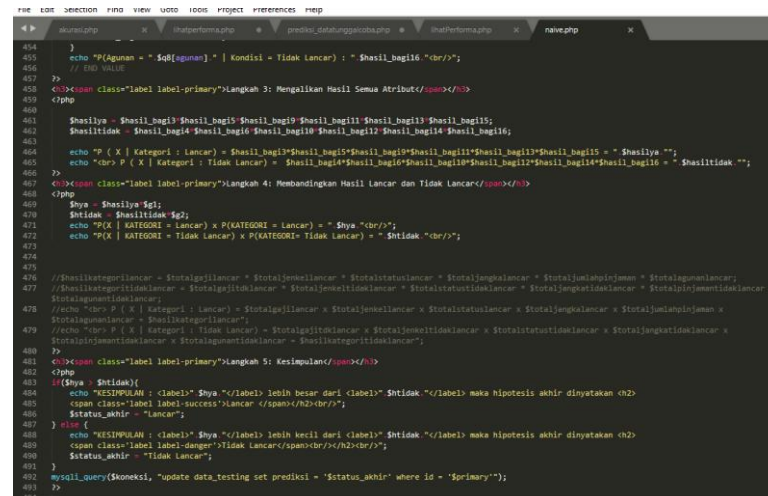 File Edit Selection Find View Goto Tools Project Preferences Help
akurasi.php × lihatperforma.php × prediksi_datatunggalcoba.php lihatPerforma.php × naive.php ×
454 }
455 echo "P(Agunan = ".$q8[agunan]." | Kondisi = Tidak Lancar) : ".$hasil_bagi16."<br/>";
456 // END VALUE
457 ?>
458 <h3><span class="label label-primary">Langkah 3: Mengalikan Hasil Semua Atribut</span></h3>
459 <?php
460
461 $hasilya = $hasil_bagi3*$hasil_bagi5*$hasil_bagi9*$hasil_bagi11*$hasil_bagi13*$hasil_bagi15;
462 $hasiltidak = $hasil_bagi4*$hasil_bagi6*$hasil_bagi10*$hasil_bagi12*$hasil_bagi14*$hasil_bagi16;
463
464 echo "P ( X | Kategori : Lancar) = $hasil_bagi3*$hasil_bagi5*$hasil_bagi9*$hasil_bagi11*$hasil_bagi13*$hasil_bagi15 = ".$hasilya."";
465 echo "<br> P ( X | Kategori : Tidak Lancar) = $hasil_bagi4*$hasil_bagi6*$hasil_bagi10*$hasil_bagi12*$hasil_bagi14*$hasil_bagi16 = ".$hasiltidak."";
466 ?>
467 <h3><span class="label label-primary">Langkah 4: Membandingkan Hasil Lancar dan Tidak Lancar</span></h3>
468 <?php
469 $hya = $hasilya*$g1;
470 $htidak = $hasiltidak*$g2;
471 echo "P(X | KATEGORI = Lancar) x P(KATEGORI = Lancar) = ".$hya."<br/>";
472 echo "P(X | KATEGORI = Tidak Lancar) x P(KATEGORI= Tidak Lancar) = ".$htidak."<br/>";
473
474
475
476 //$hasilkategorilancar = $totalgajilancar * $totaljenkellancar * $totalstatuslancar * $totaljangkalancar * $totaljumlahpinjaman * $totalagunanlancar;
477 //$hasilkategoritidaklancar = $totalgajitdklancar * $totaljenkeltidaklancar * $totalstatustidaklancar * $totaljangkatidaklancar * $totalpinjamantidaklancar *
$totalagunantidaklancar;
478 //echo "<br> P ( X | Kategori : Lancar) = $totalgajilancar x $totaljenkellancar x $totalstatuslancar x $totaljangkalancar x $totaljumlahpinjaman x
$totalagunanlancar = $hasilkategorilancar";
479 //echo "<br> P ( X | Kategori : Tidak Lancar) = $totalgajitdklancar x $totaljenkeltidaklancar x $totalstatustidaklancar x $totaljangkatidaklancar x
$totalpinjamantidaklancar x $totalagunantidaklancar = $hasilkategoritidaklancar";
480 ?>
481 <h3><span class="label label-primary">Langkah 5: Kesimpulan</span></h3>
482 <?php
483 if($hya > $htidak){
484 echo "KESIMPULAN : <label>".$hya."</label> lebih besar dari <label>".$htidak."</label> maka hipotesis akhir dinyatakan <h2>
485 <span class='label label-success'>Lancar </span></h2><br/>";
486 $status_akhir = "Lancar";
487 } else {
488 echo "KESIMPULAN : <label>".$hya."</label> lebih kecil dari <label>".$htidak."</label> maka hipotesis akhir dinyatakan <h2>
489 <span class='label label-danger'>Tidak Lancar</span><br/></h2><br/>";
490 $status_akhir = "Tidak Lancar";
491 }
492 mysqli_query($koneksi, "update data_testing set prediksi = '$status_akhir' where id = '$primary'");
493 ?>